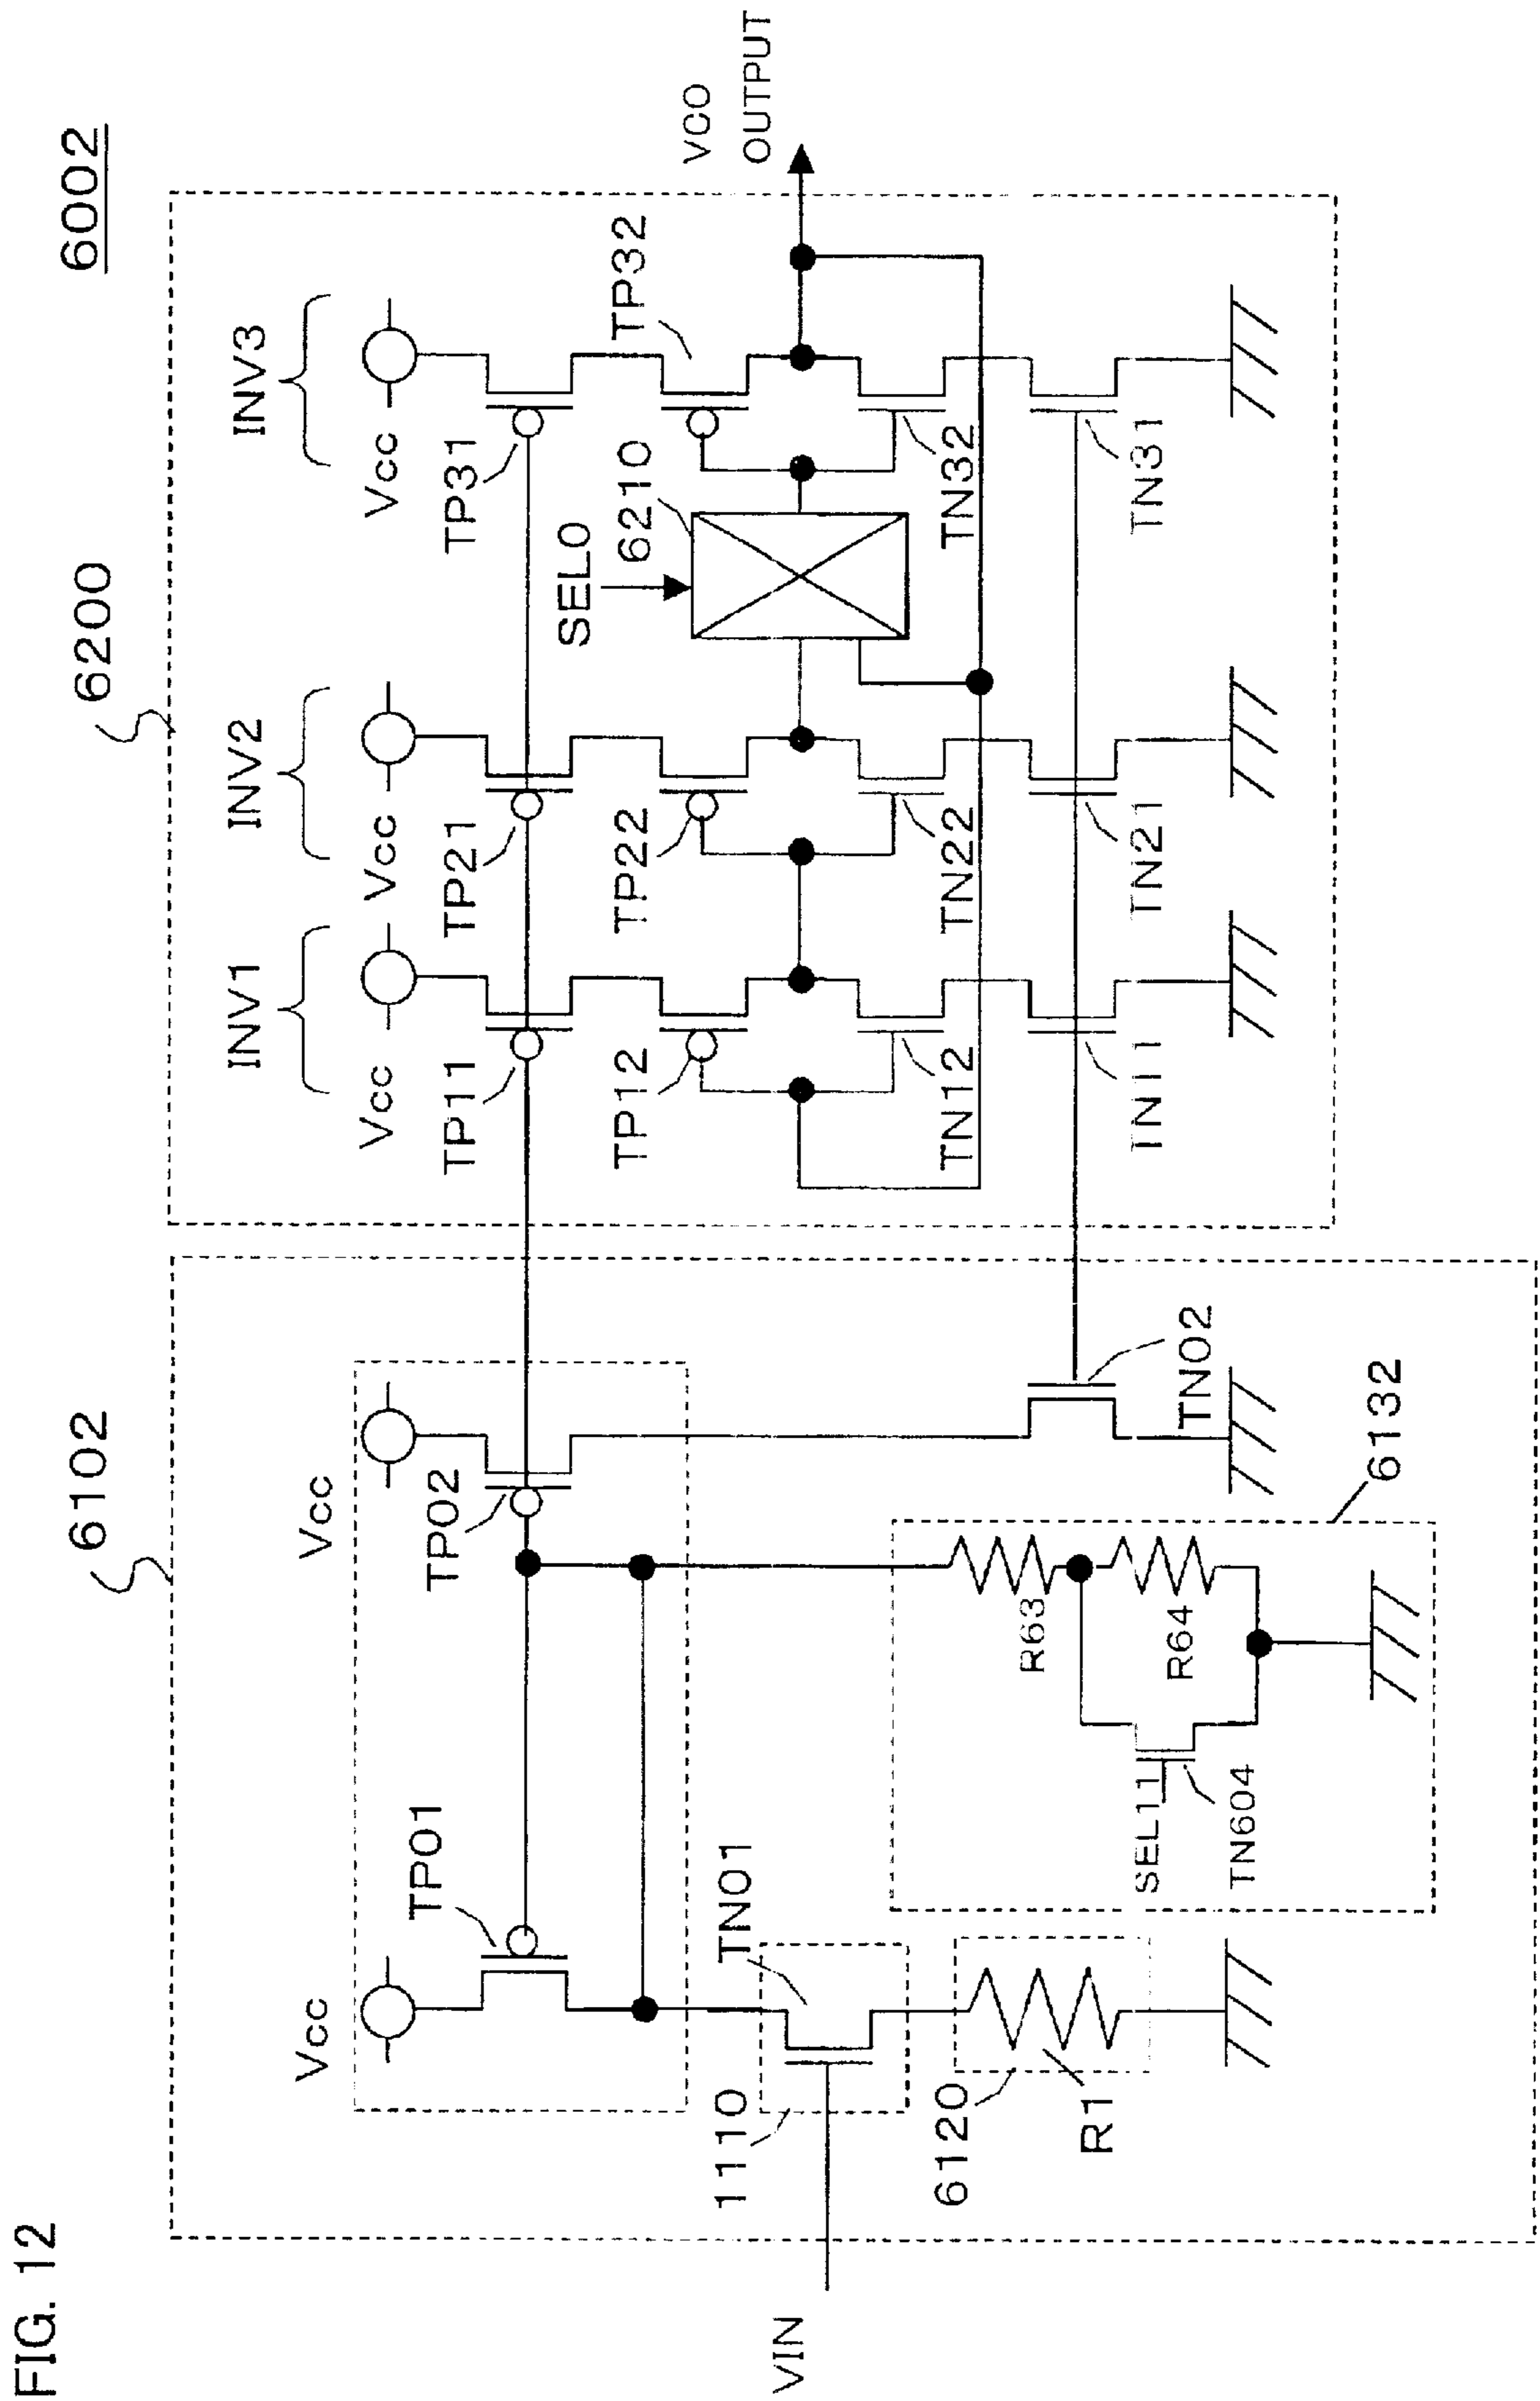 FIG. 12
6002
6102
6200
INV1
INV2
INV3
Vcc
Vcc
Vcc
Vcc
Vcc
TP01
TP02
TP11
TP21
TP31
TP12
TP22
TP32
SEL0
6210
VCO
OUTPUT
1110
TN01
VIN
6120
R1
R63
R64
SEL11
TN604
6132
TN02
TN12
TN22
TN32
TN11
TN21
TN31